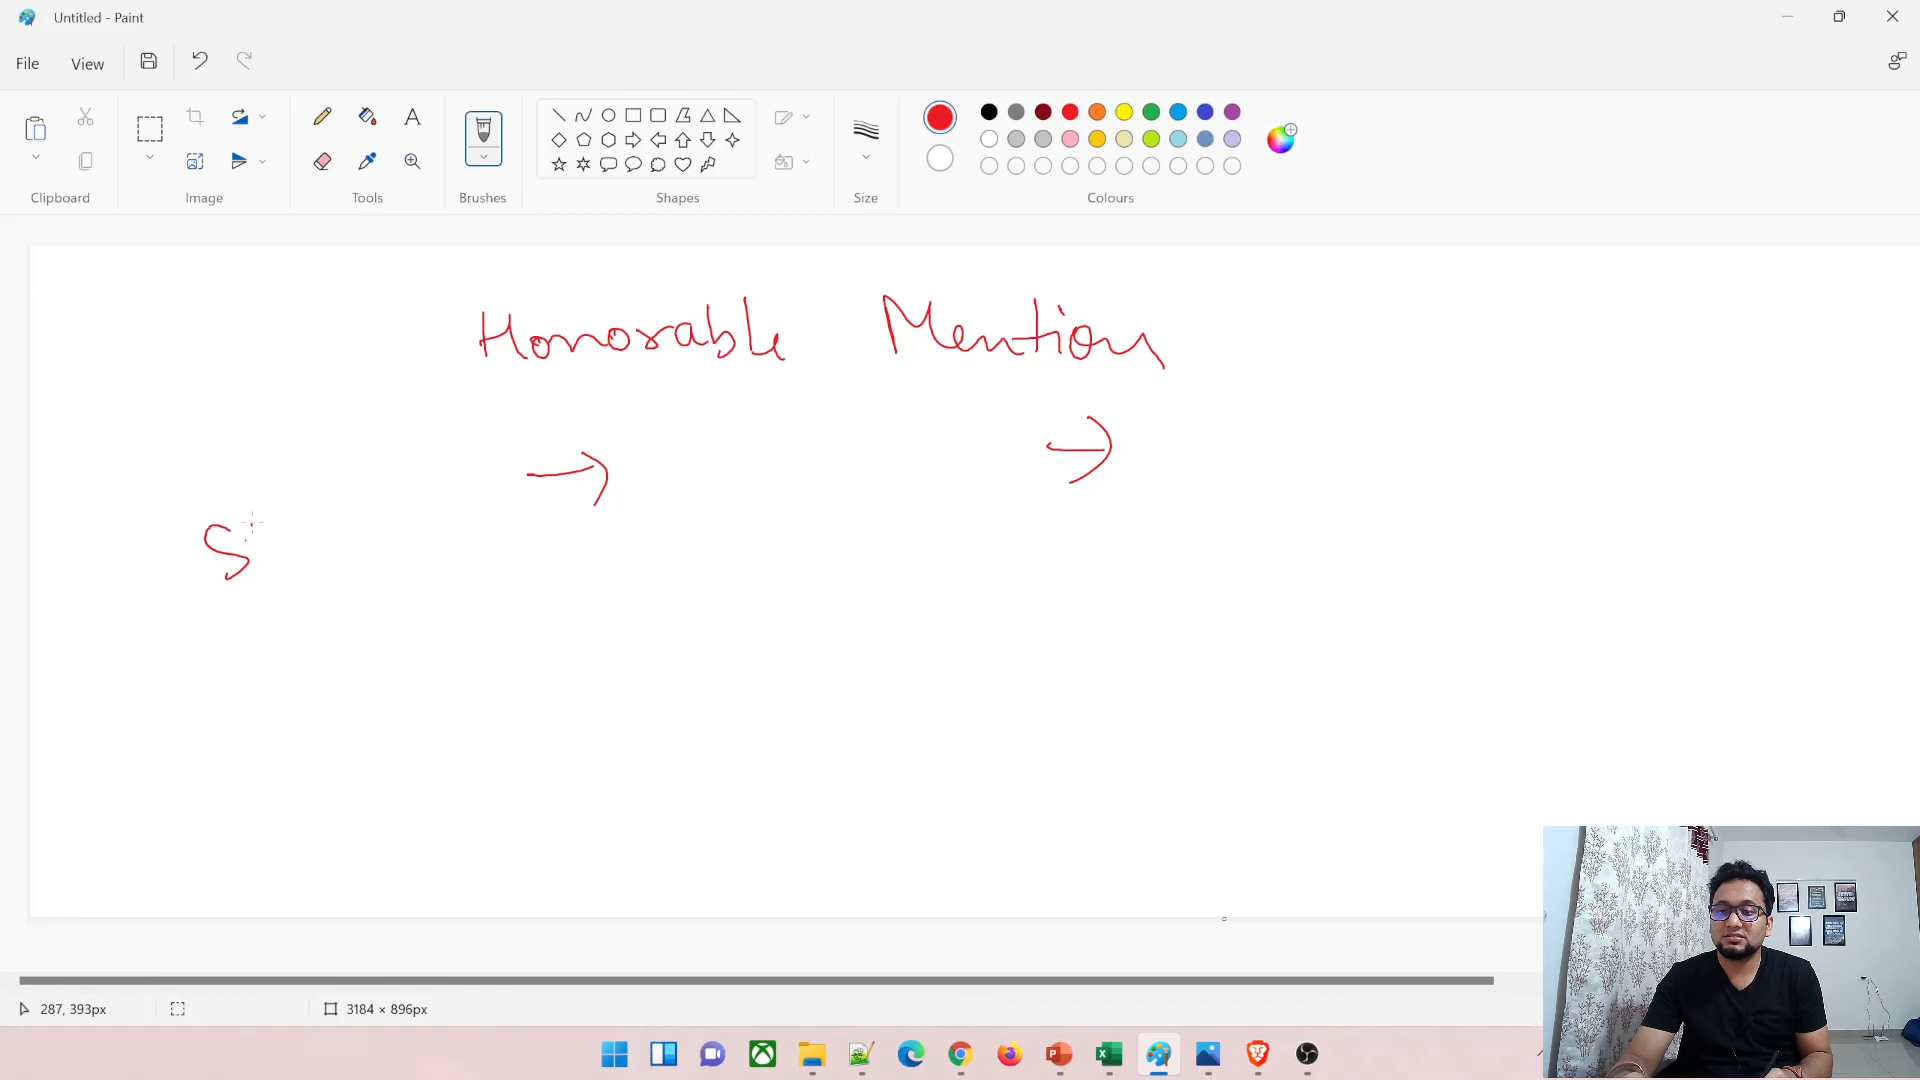 Untitled - Paint
File View
Clipboard Image Tools Brushes Shapes Size Colours
Honorable Mention
→ →
S
287, 393px 3184 × 896px